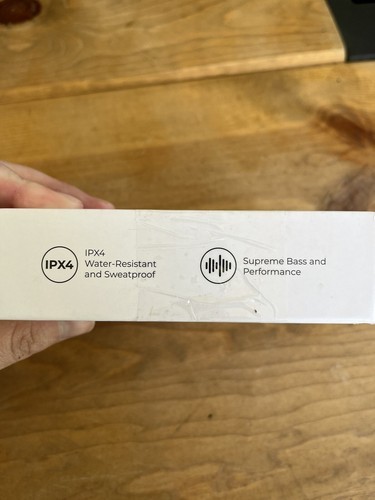 IPX4
IPX4
Water-Resistant
and Sweatproof
Supreme Bass and
Performance